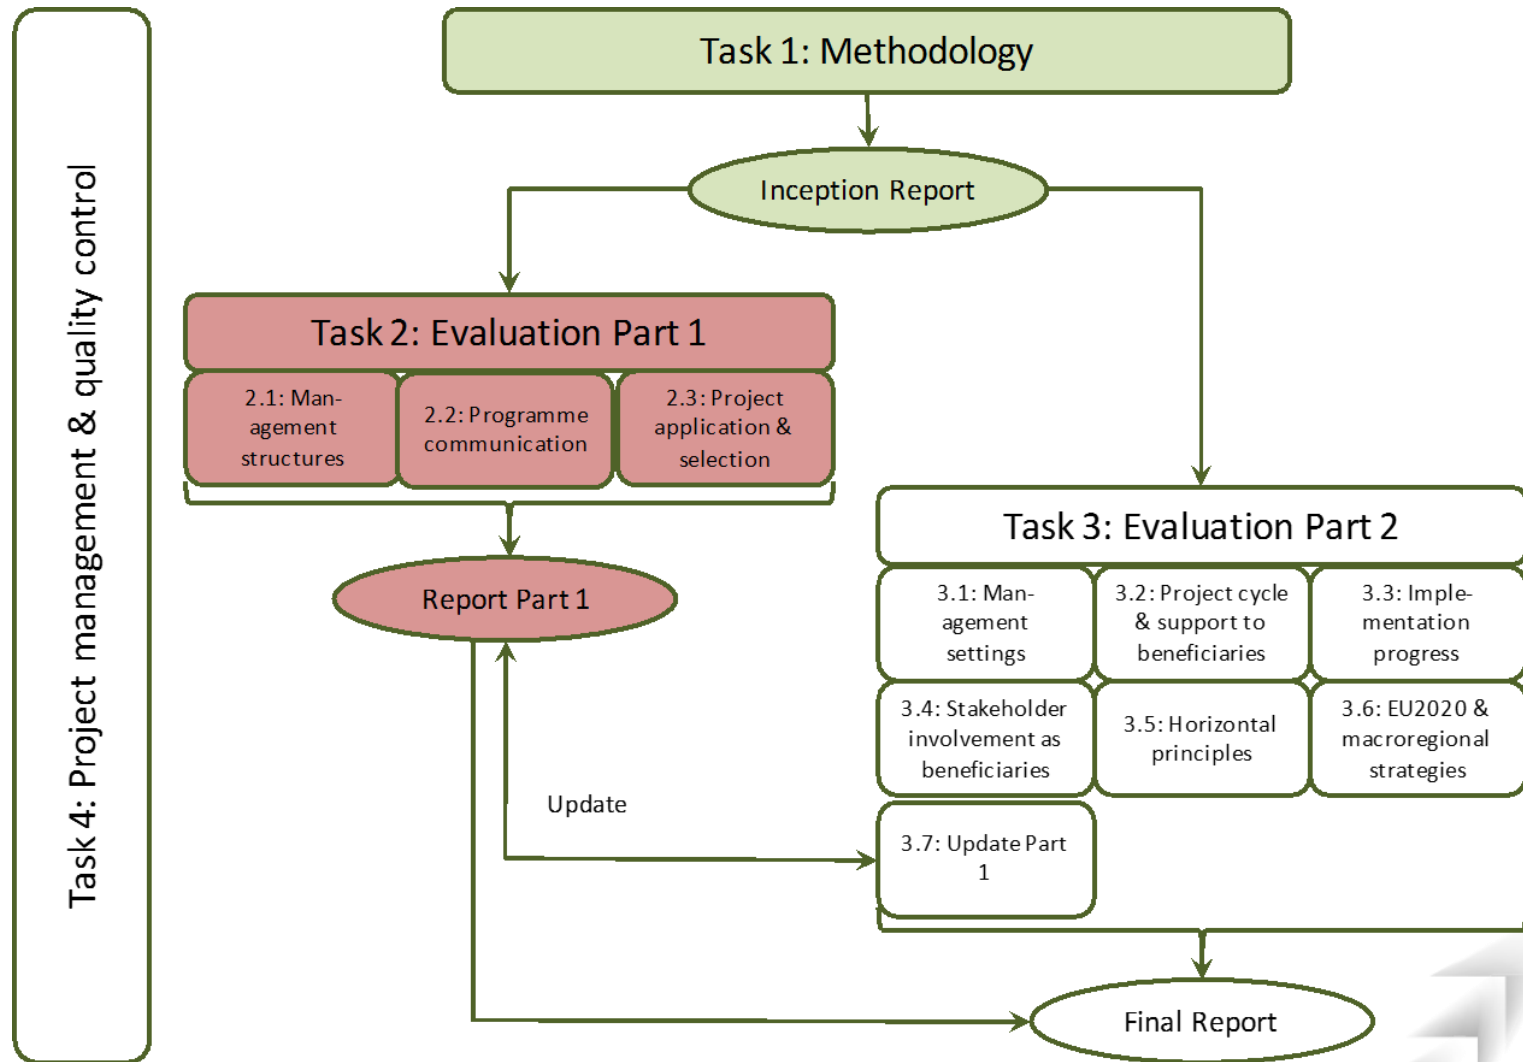 Task 4: Project management & quality control
Task 1: Methodology
Inception Report
Task 2: Evaluation Part 1
2.1: Man-
agement
structures
2.2: Programme
communication
2.3: Project
application &
selection
Report Part 1
Task 3: Evaluation Part 2
3.1: Man-
agement
settings
3.2: Project cycle
& support to
beneficiaries
3.3: Imple-
mentation
progress
3.4: Stakeholder
involvement as
beneficiaries
3.5: Horizontal
principles
3.6: EU2020 &
macroregional
strategies
Update
3.7: Update Part
1
Final Report